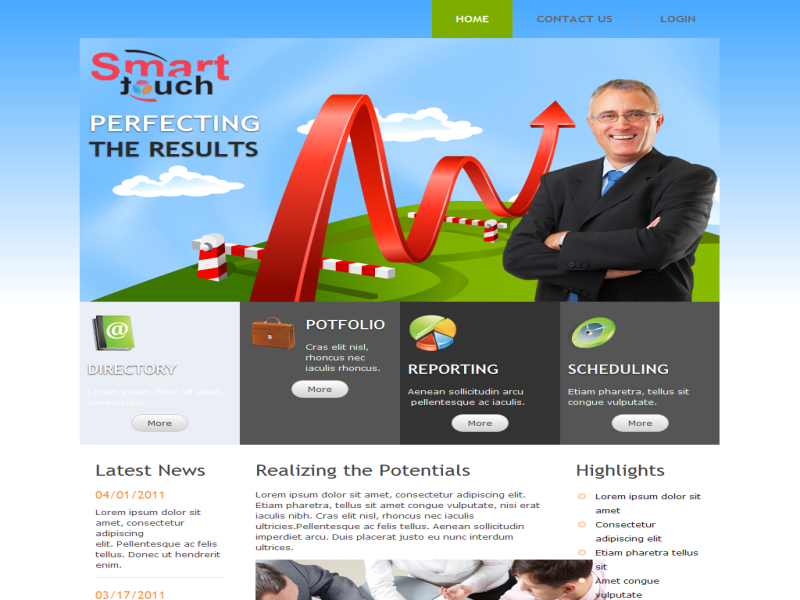 HOME
CONTACT US
LOGIN
Smart
touch
PERFECTING
THE RESULTS
DIRECTORY
Lorem ipsum dolor sit amet,
consectetur
More
POTFOLIO
Cras elit nisl,
rhoncus nec
iaculis rhoncus.
More
REPORTING
Aenean sollicitudin arcu
pellentesque ac iaculis.
More
SCHEDULING
Etiam pharetra, tellus sit
congue vulputate.
More
Latest News
04/01/2011
Lorem ipsum dolor sit
amet, consectetur
adipiscing
elit. Pellentesque ac felis
tellus. Donec ut hendrerit
enim.
03/17/2011
Realizing the Potentials
Lorem ipsum dolor sit amet, consectetur adipiscing elit.
Etiam pharetra, tellus sit amet congue vulputate, nisi erat
iaculis nibh. Cras elit nisl, rhoncus nec iaculis
ultricies.Pellentesque ac felis tellus. Aenean sollicitudin
imperdiet arcu. Duis placerat justo eu nunc interdum
ultrices.
Highlights
Lorem ipsum dolor sit
amet
Consectetur
adipiscing elit
Etiam pharetra tellus
sit
Amet congue
vulputate